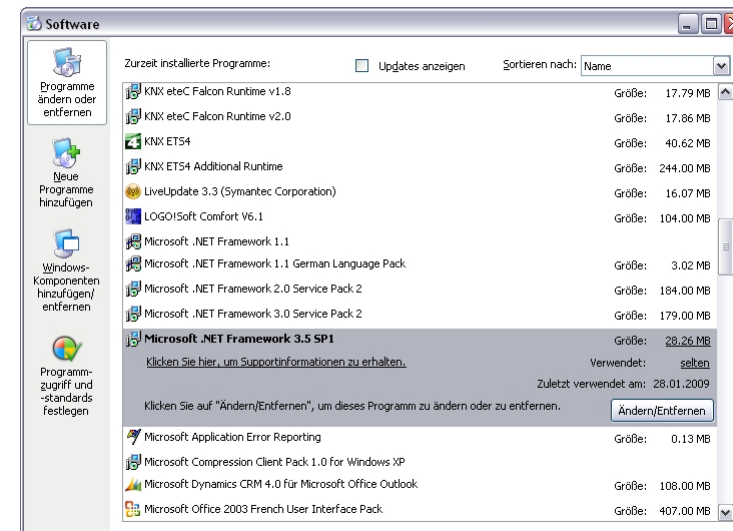 Software
Programme ändern oder entfernen
Neue Programme hinzufügen
Windows-Komponenten hinzufügen/entfernen
Programm-zugriff und -standards festlegen
Zurzeit installierte Programme: Updates anzeigen Sortieren nach: Name
KNX eteC Falcon Runtime v1.8 Größe: 17.79 MB
KNX eteC Falcon Runtime v2.0 Größe: 17.86 MB
KNX ETS4 Größe: 40.62 MB
KNX ETS4 Additional Runtime Größe: 244.00 MB
LiveUpdate 3.3 (Symantec Corporation) Größe: 16.07 MB
LOGO!Soft Comfort V6.1 Größe: 104.00 MB
Microsoft .NET Framework 1.1
Microsoft .NET Framework 1.1 German Language Pack Größe: 3.02 MB
Microsoft .NET Framework 2.0 Service Pack 2 Größe: 184.00 MB
Microsoft .NET Framework 3.0 Service Pack 2 Größe: 179.00 MB
Microsoft .NET Framework 3.5 SP1 Größe: 28.26 MB
Klicken Sie hier, um Supportinformationen zu erhalten. Verwendet: selten
Zuletzt verwendet am: 28.01.2009
Klicken Sie auf "Ändern/Entfernen", um dieses Programm zu ändern oder zu entfernen. Ändern/Entfernen
Microsoft Application Error Reporting Größe: 0.13 MB
Microsoft Compression Client Pack 1.0 for Windows XP
Microsoft Dynamics CRM 4.0 für Microsoft Office Outlook Größe: 108.00 MB
Microsoft Office 2003 French User Interface Pack Größe: 407.00 MB